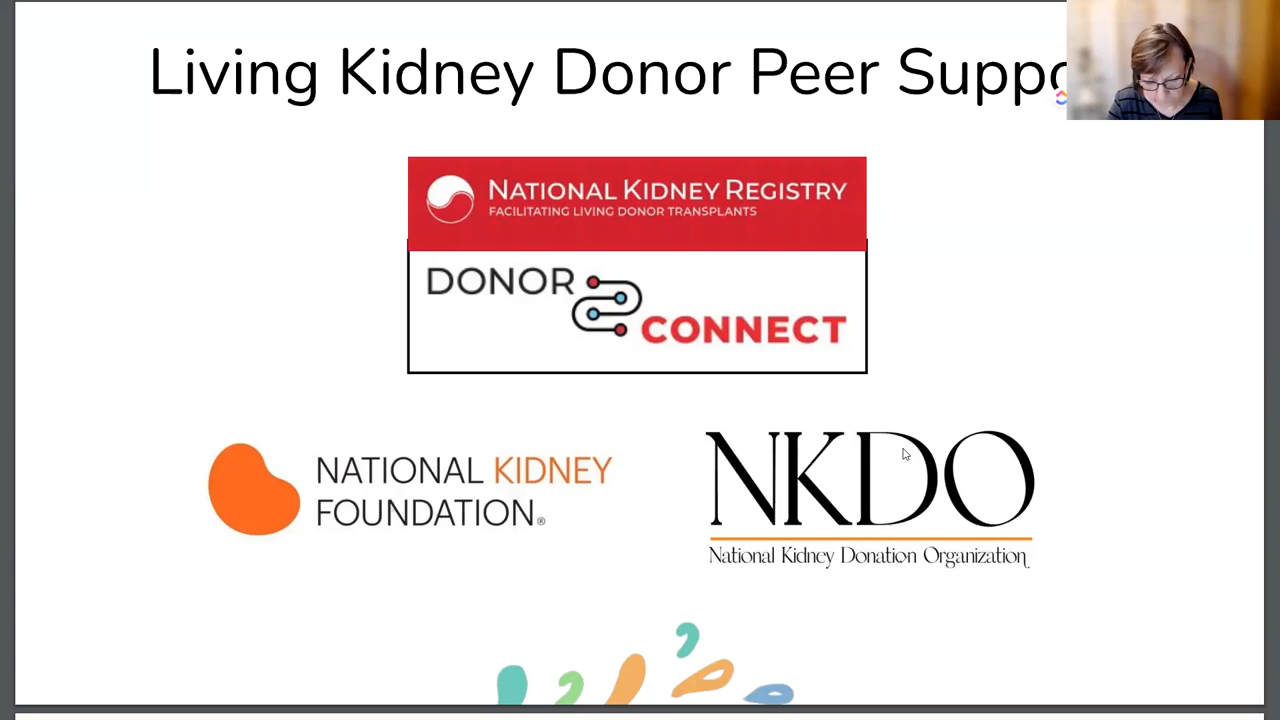 Living Kidney Donor Peer Suppo
NATIONAL KIDNEY REGISTRY
FACILITATING LIVING DONOR TRANSPLANTS
DONOR
CONNECT
NATIONAL KIDNEY
FOUNDATION®
NKDO
National Kidney Donation Organization